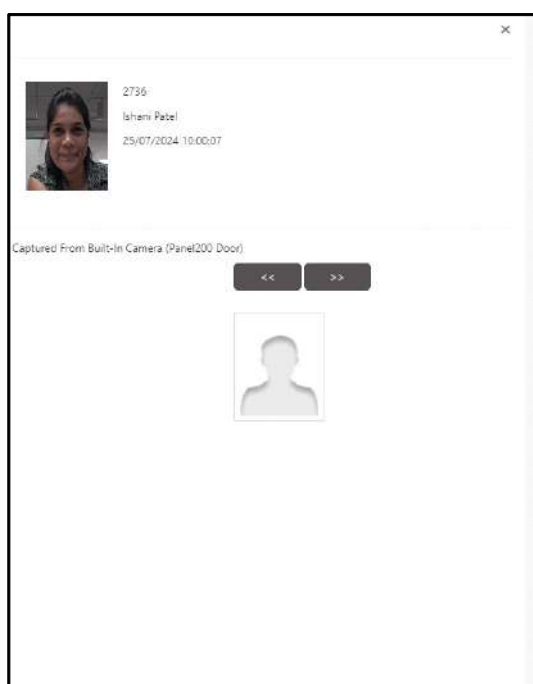 ×
2736
Ishani Patel
25/07/2024 10:00:07
Captured From Built-In Camera (Panel200 Door)
<< >>